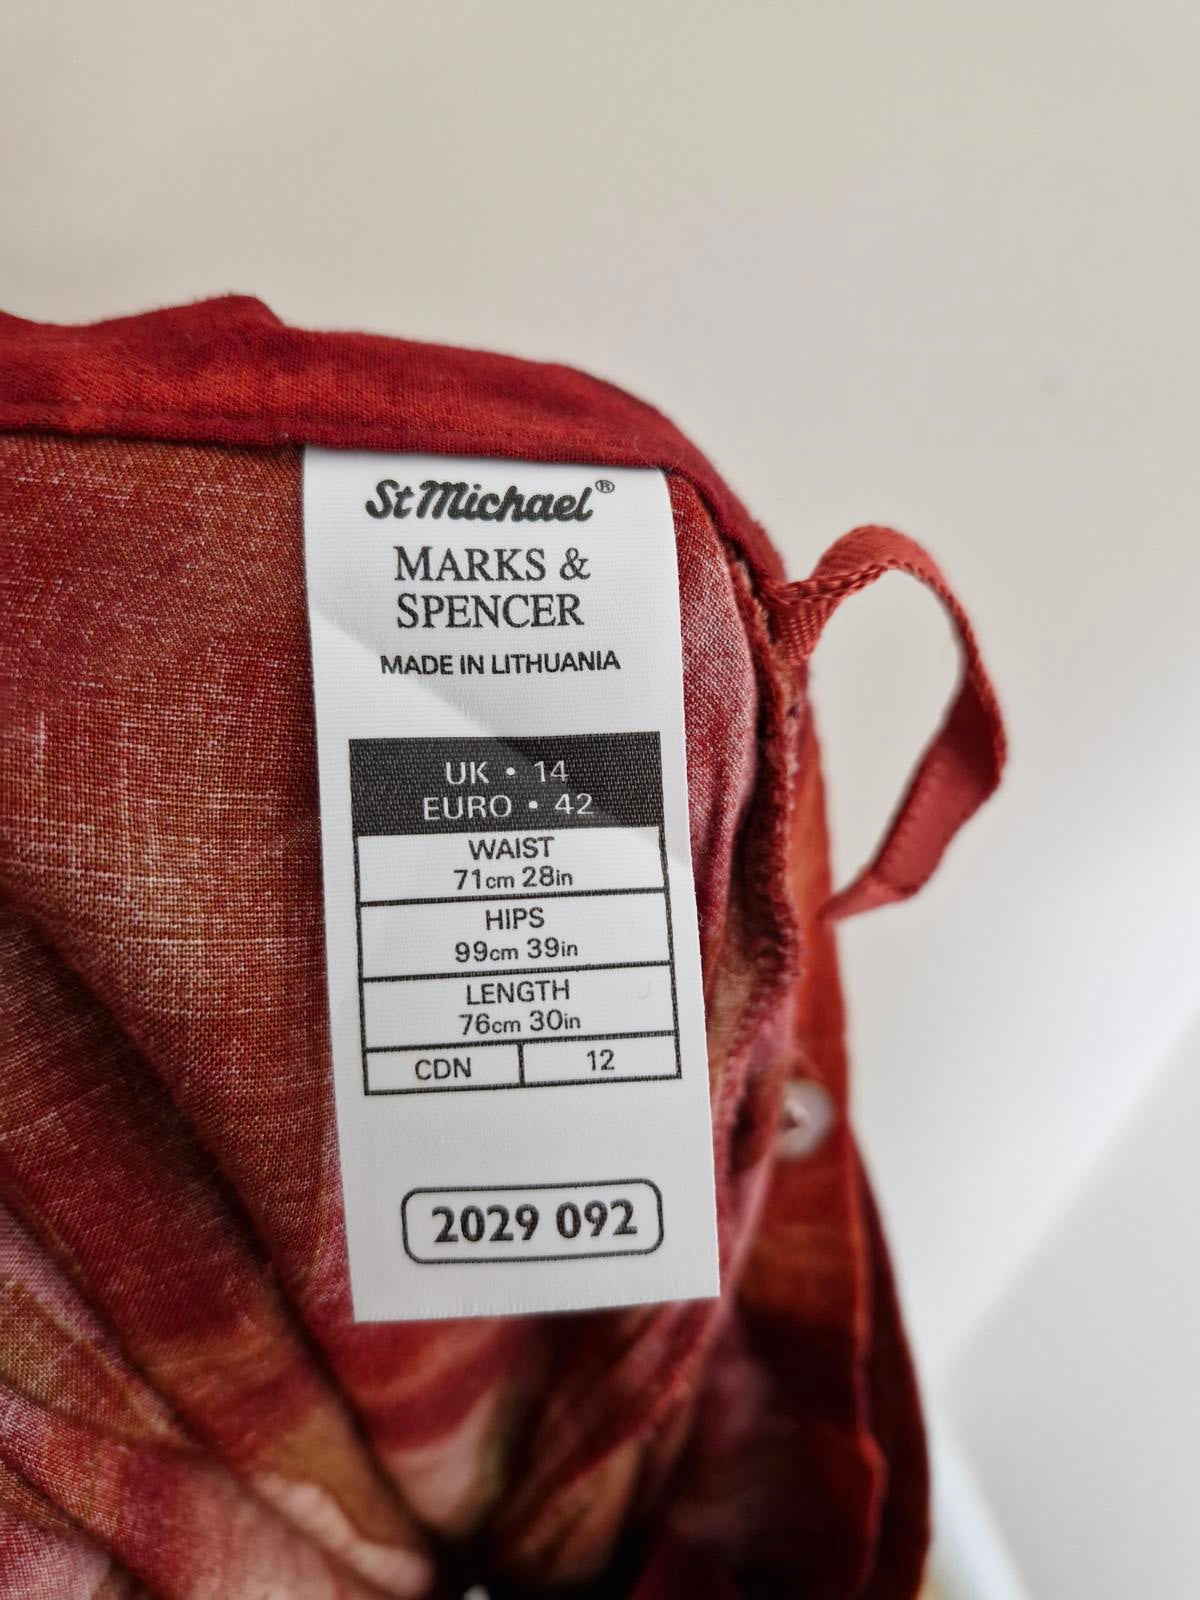 St Michael®
MARKS &
SPENCER
MADE IN LITHUANIA
UK • 14
EURO • 42
WAIST
71cm 28in
HIPS
99cm 39in
LENGTH
76cm 30in
CDN 12
2029 092